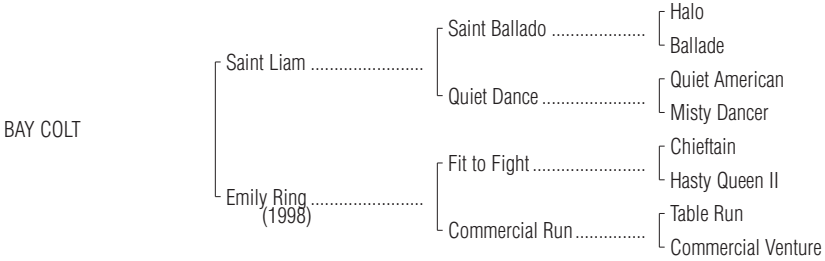 Halo
Saint Ballado ....................
Ballade
Saint Liam ........................
Quiet American
Quiet Dance ......................
Misty Dancer
BAY COLT
Chieftain
Fit to Fight ........................
Hasty Queen II
Emily Ring ........................
(1998)
Table Run
Commercial Run...............
Commercial Venture